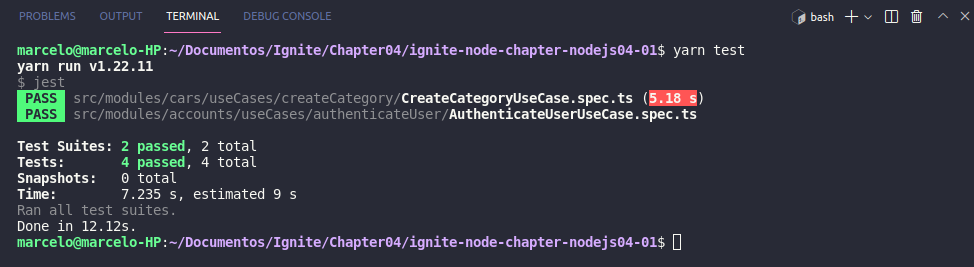 PROBLEMS OUTPUT TERMINAL DEBUG CONSOLE bash
marcelo@marcelo-HP:~/Documentos/Ignite/Chapter04/ignite-node-chapter-nodejs04-01$ yarn test
yarn run v1.22.11
$ jest
PASS src/modules/cars/useCases/createCategory/CreateCategoryUseCase.spec.ts (5.18 s)
PASS src/modules/accounts/useCases/authenticateUser/AuthenticateUserUseCase.spec.ts
Test Suites: 2 passed, 2 total
Tests: 4 passed, 4 total
Snapshots: 0 total
Time: 7.235 s, estimated 9 s
Ran all test suites.
Done in 12.12s.
marcelo@marcelo-HP:~/Documentos/Ignite/Chapter04/ignite-node-chapter-nodejs04-01$